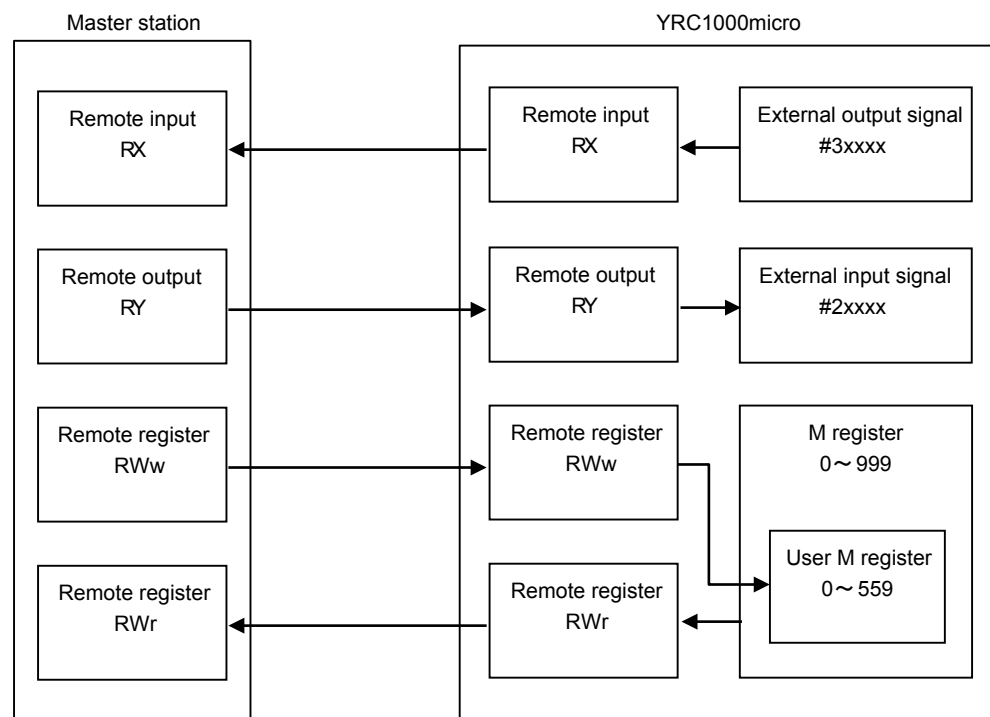 Master station
YRC1000micro
Remote input
RX
Remote input
RX
External output signal
#3xxxx
Remote output
RY
Remote output
RY
External input signal
#2xxxx
Remote register
RWw
Remote register
RWw
M register
0～999
User M register
0～559
Remote register
RWr
Remote register
RWr